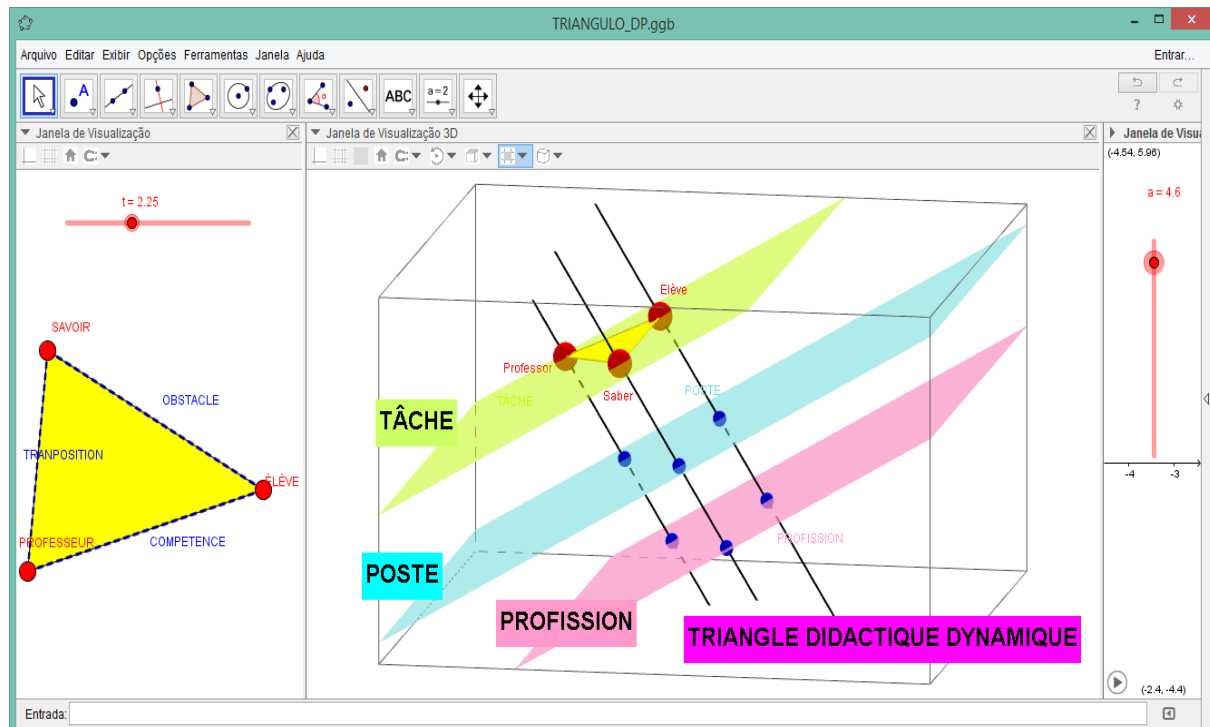 TRIANGULO_DP.ggb
Arquivo Editar Exibir Opções Ferramentas Janela Ajuda
Entrar...
A
ABC
a=2
?
Janela de Visualização
Janela de Visualização 3D
Janela de Visu
t = 2.25
SAVOIR
OBSTACLE
TRANPOSITION
ÉLÈVE
PROFESSEUR
COMPETENCE
Elève
Professor
Saber
TÂCHE
TÂCHE
POSTE
POSTE
PROFISSION
PROFISSION
TRIANGLE DIDACTIQUE DYNAMIQUE
(-4.54, 5.96)
a = 4.6
-4 -3
(-2.4, -4.4)
Entrada: